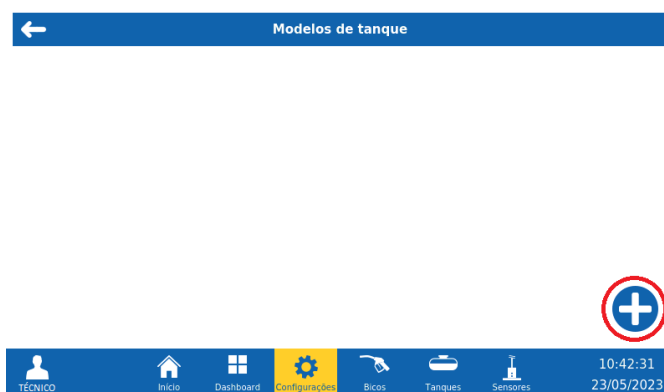 Modelos de tanque
TÉCNICO
Início
Dashboard
Configurações
Bicos
Tanques
Sensores
10:42:31
23/05/2023